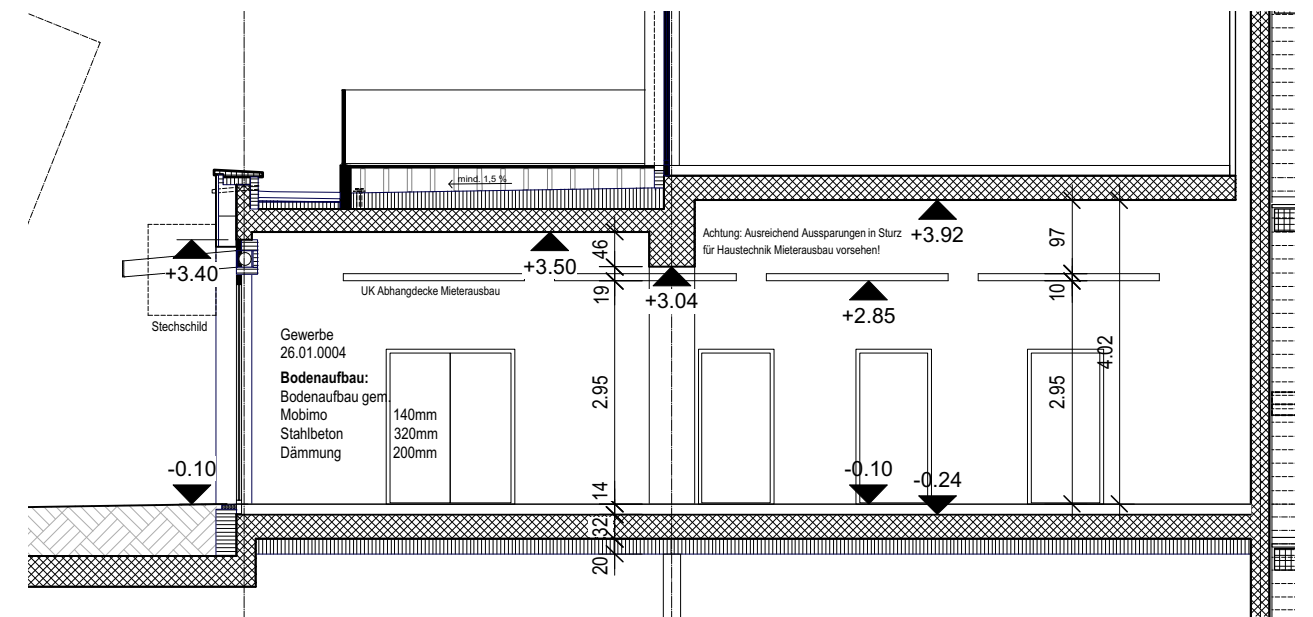 mind. 1,5 %
Achtung: Ausreichend Aussparungen in Sturz
für Haustechnik Mieterausbau vorsehen!
+3.92
97
46
+3.40
+3.50
+3.04
UK Abhangdecke Mieterausbau
19
10
+2.85
Stechschild
Gewerbe
26.01.0004
Bodenaufbau:
Bodenaufbau gem.
Mobimo 140mm
Stahlbeton 320mm
Dämmung 200mm
2.95
2.95
4.02
-0.10
-0.10
-0.24
14
32
20